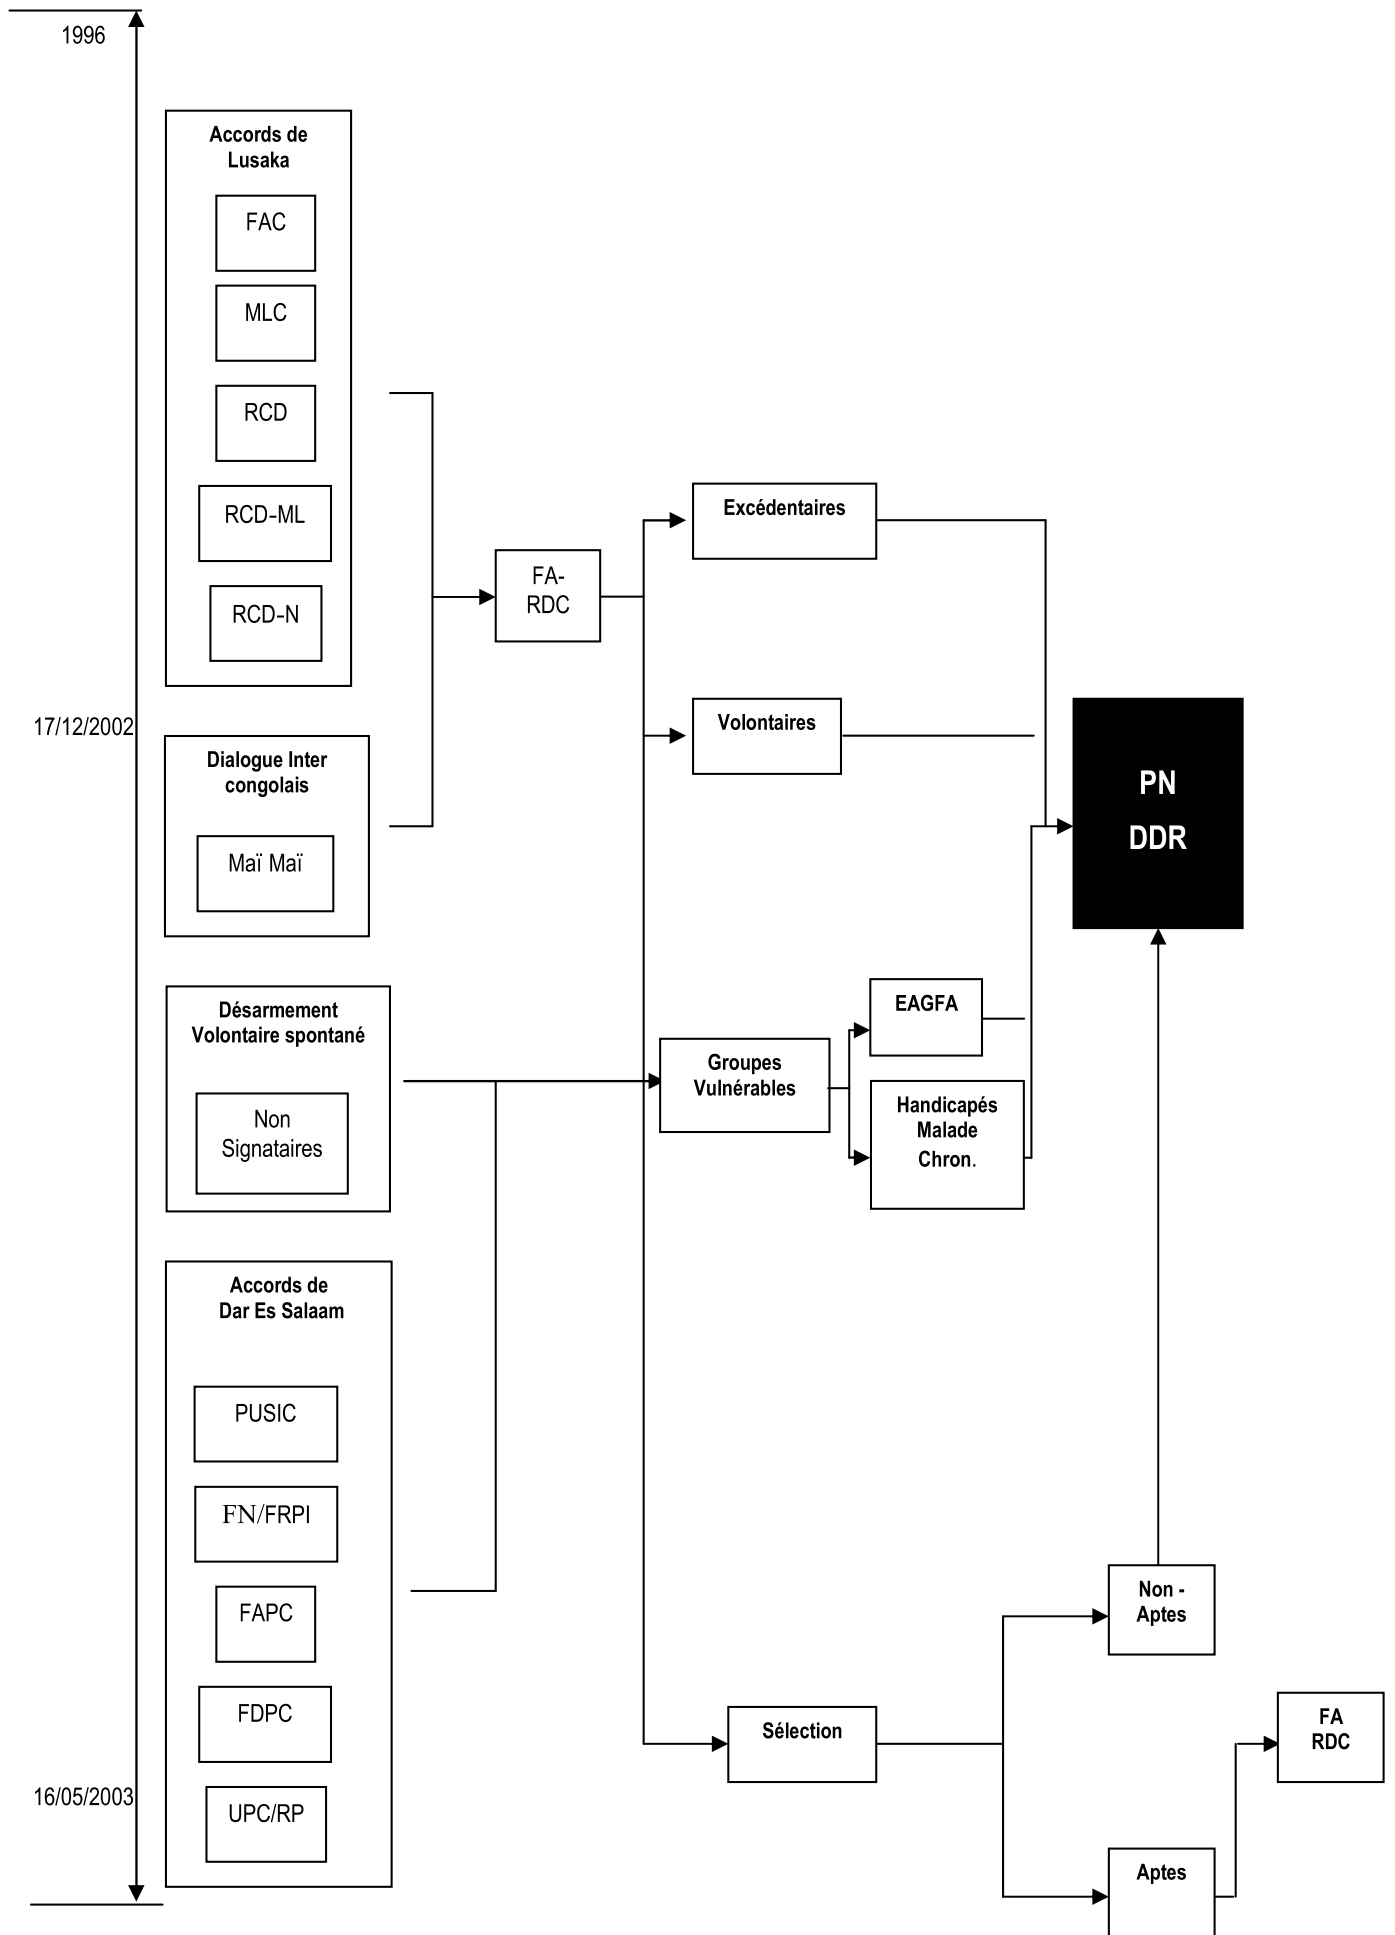 1996
Accords de
Lusaka
FAC
MLC
RCD
RCD-ML
RCD-N
17/12/2002
Dialogue Inter
congolais
Maï Maï
Désarmement
Volontaire spontané
Non
Signataires
Accords de
Dar Es Salaam
PUSIC
FN/FRPI
FAPC
FDPC
16/05/2003
UPC/RP
FA-
RDC
Excédentaires
Volontaires
Groupes
Vulnérables
EAGFA
Handicapés
Malade
Chron.
Sélection
PN
DDR
Non -
Aptes
Aptes
FA
RDC